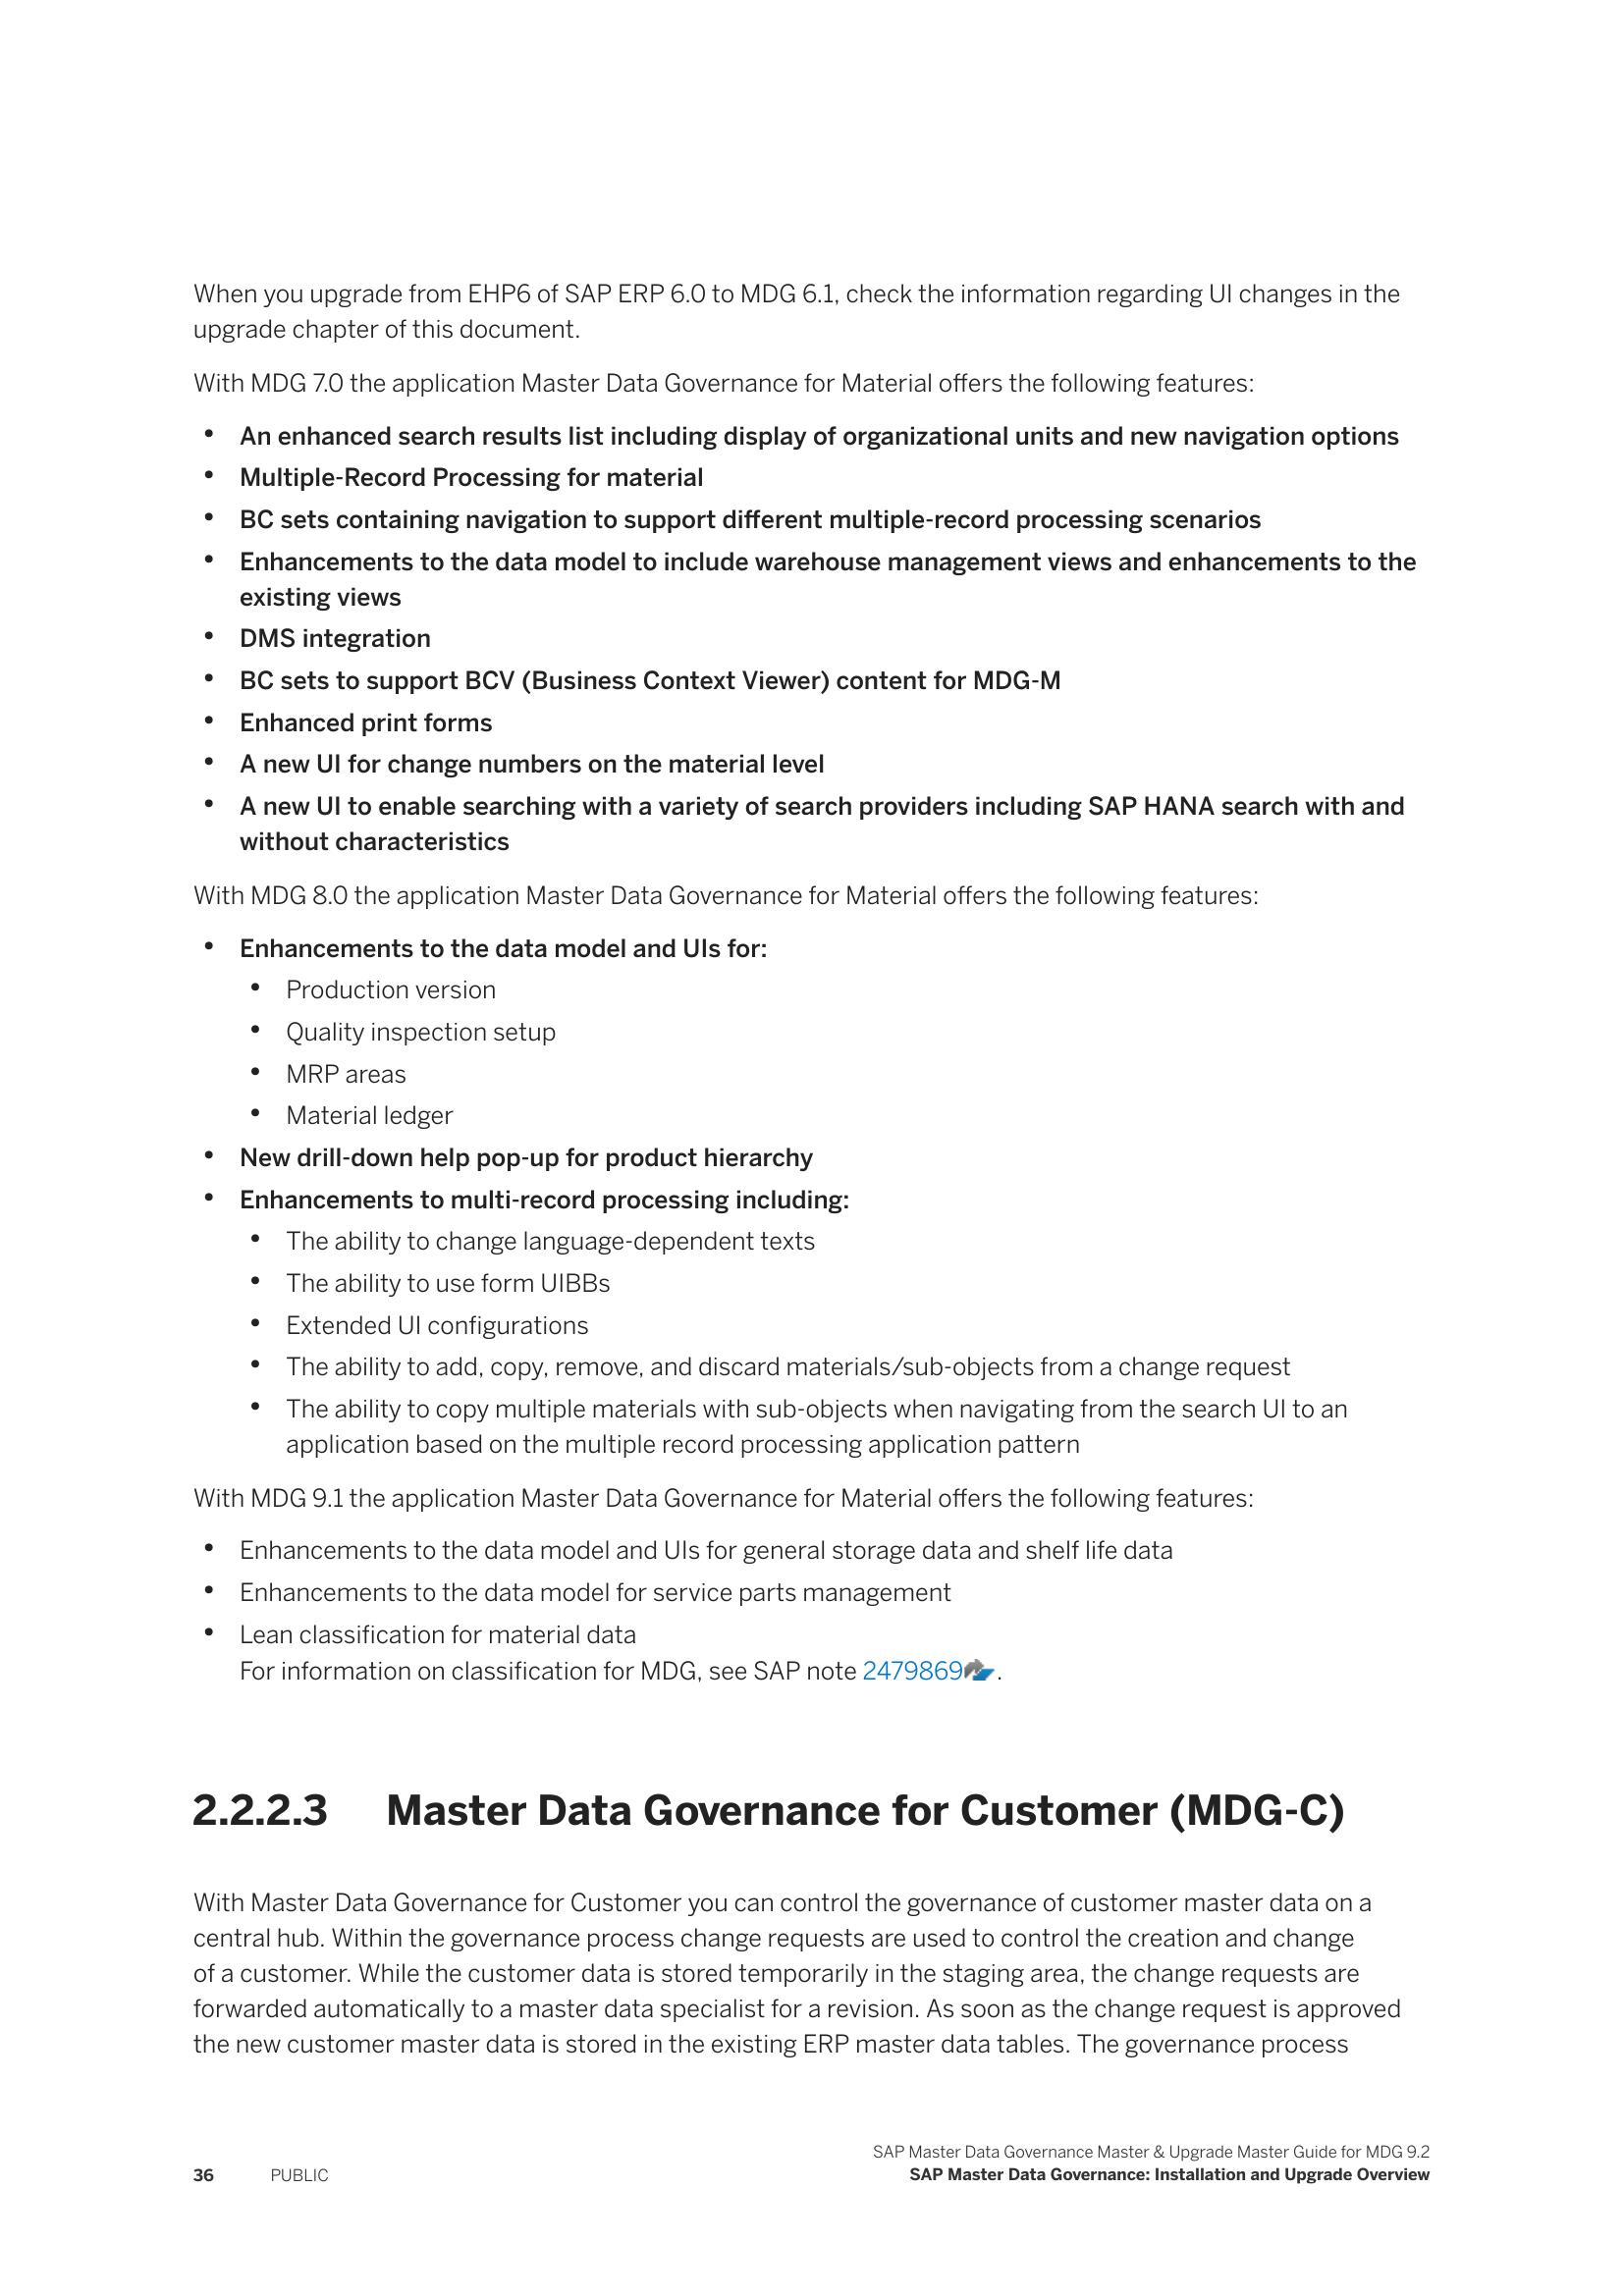 When you upgrade from EHP6 of SAP ERP 6.0 to MDG 6.1, check the information regarding UI changes in the
upgrade chapter of this document.
With MDG 7.0 the application Master Data Governance for Material offers the following features:
• An enhanced search results list including display of organizational units and new navigation options
• Multiple-Record Processing for material
• BC sets containing navigation to support different multiple-record processing scenarios
• Enhancements to the data model to include warehouse management views and enhancements to the
existing views
• DMS integration
• BC sets to support BCV (Business Context Viewer) content for MDG-M
• Enhanced print forms
• A new UI for change numbers on the material level
• A new UI to enable searching with a variety of search providers including SAP HANA search with and
without characteristics
With MDG 8.0 the application Master Data Governance for Material offers the following features:
• Enhancements to the data model and UIs for:
• Production version
• Quality inspection setup
• MRP areas
• Material ledger
• New drill-down help pop-up for product hierarchy
• Enhancements to multi-record processing including:
• The ability to change language-dependent texts
• The ability to use form UIBBs
• Extended UI configurations
• The ability to add, copy, remove, and discard materials/sub-objects from a change request
• The ability to copy multiple materials with sub-objects when navigating from the search UI to an
application based on the multiple record processing application pattern
With MDG 9.1 the application Master Data Governance for Material offers the following features:
• Enhancements to the data model and UIs for general storage data and shelf life data
• Enhancements to the data model for service parts management
• Lean classification for material data
For information on classification for MDG, see SAP note 2479869.
2.2.2.3 Master Data Governance for Customer (MDG-C)
With Master Data Governance for Customer you can control the governance of customer master data on a
central hub. Within the governance process change requests are used to control the creation and change
of a customer. While the customer data is stored temporarily in the staging area, the change requests are
forwarded automatically to a master data specialist for a revision. As soon as the change request is approved
the new customer master data is stored in the existing ERP master data tables. The governance process
SAP Master Data Governance Master & Upgrade Master Guide for MDG 9.2
36 PUBLIC SAP Master Data Governance: Installation and Upgrade Overview